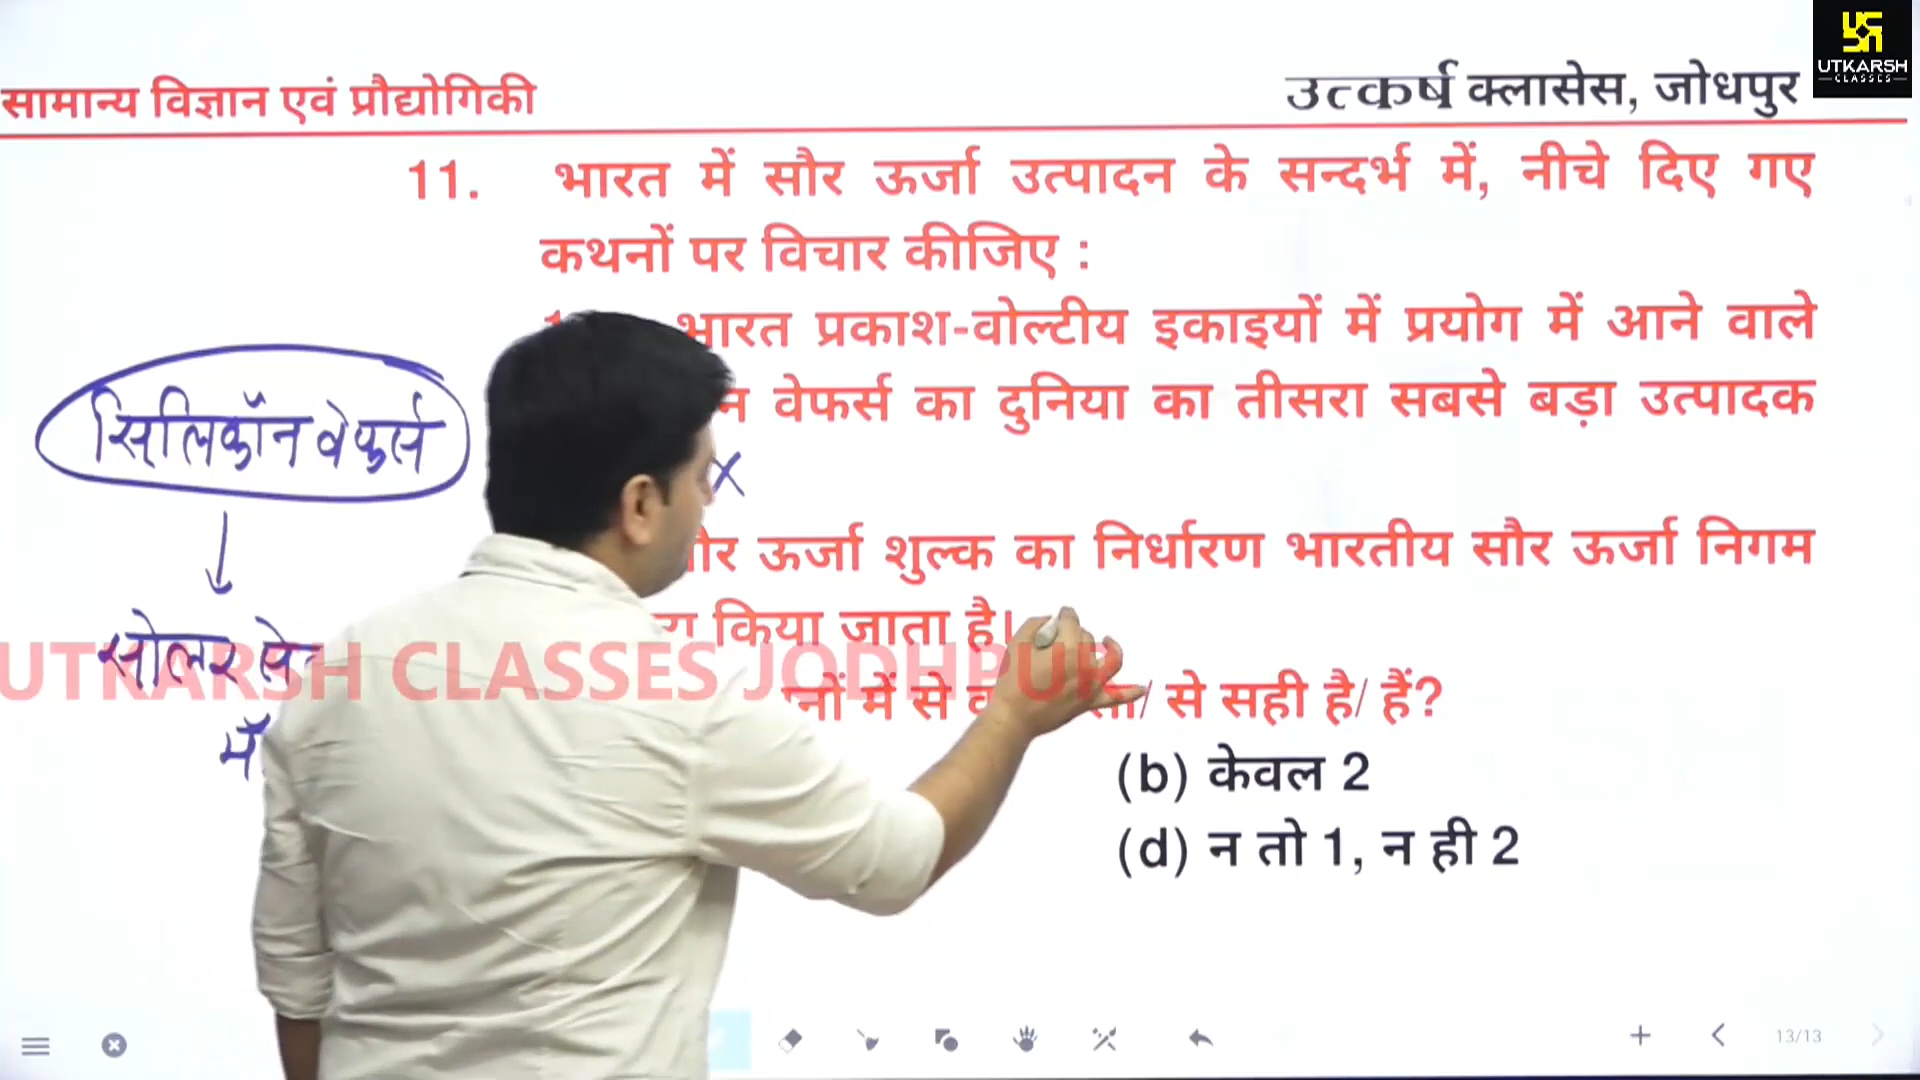 UTKARSH
CLASSES
सामान्य विज्ञान एवं प्रौद्योगिकी
उत्कर्ष क्लासेस, जोधपुर
11. भारत में सौर ऊर्जा उत्पादन के सन्दर्भ में, नीचे दिए गए
कथनों पर विचार कीजिए :
भारत प्रकाश-वोल्टीय इकाइयों में प्रयोग में आने वाले
वेफर्स का दुनिया का तीसरा सबसे बड़ा उत्पादक
x
ऊर्जा शुल्क का निर्धारण भारतीय सौर ऊर्जा निगम
किया जाता है।
में से / से सही है/ हैं?
(b) केवल 2
(d) न तो 1, न ही 2
सिलिकॉन वेफर्स
सोलर
UTKARSH CLASSES JODHPUR
13/13